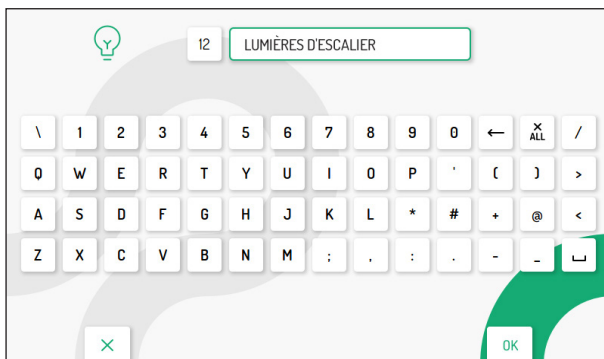 12 LUMIÈRES D'ESCALIER
\ 1 2 3 4 5 6 7 8 9 0 ← × ALL /
Q W E R T Y U I O P ' ( ) >
A S D F G H J K L * # + @ <
Z X C V B N M ; , : . - _ ⌴
× OK